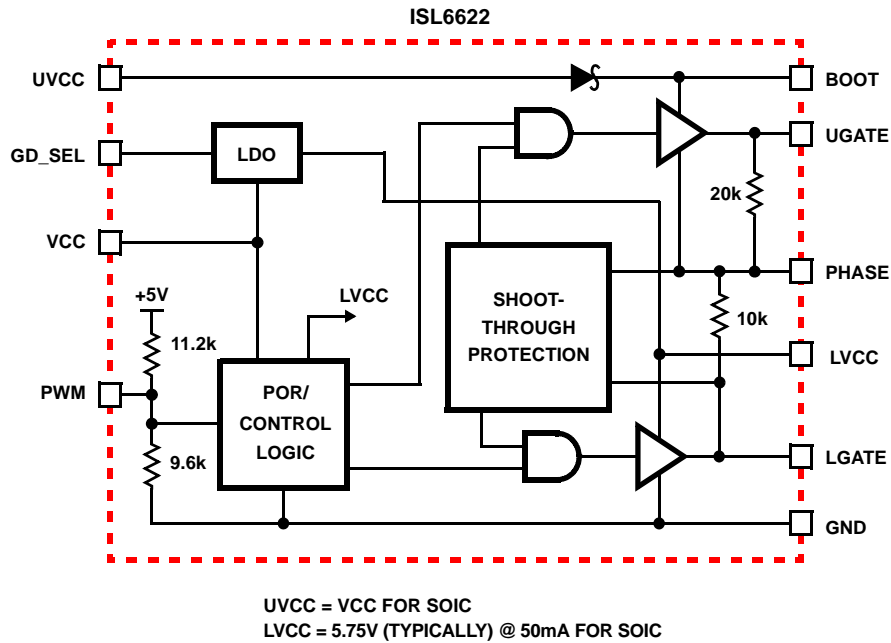 ISL6622
UVCC
BOOT
GD_SEL
LDO
UGATE
20k
VCC
PHASE
+5V
LVCC
SHOOT-
THROUGH
PROTECTION
10k
11.2k
LVCC
PWM
POR/
CONTROL
LOGIC
9.6k
LGATE
GND
UVCC = VCC FOR SOIC
LVCC = 5.75V (TYPICALLY) @ 50mA FOR SOIC